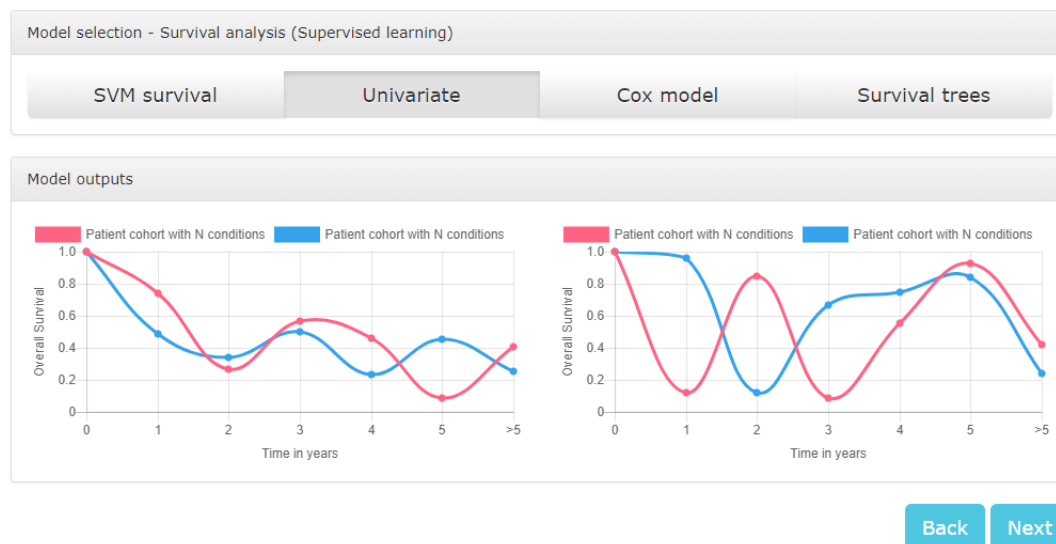 Model selection - Survival analysis (Supervised learning)
SVM survival Univariate Cox model Survival trees
Model outputs
Patient cohort with N conditions Patient cohort with N conditions
1.0
0.8
0.6
0.4
0.2
0
Overall Survival
0 1 2 3 4 5 >5
Time in years
Patient cohort with N conditions Patient cohort with N conditions
1.0
0.8
0.6
0.4
0.2
0
Overall Survival
0 1 2 3 4 5 >5
Time in years
Back Next